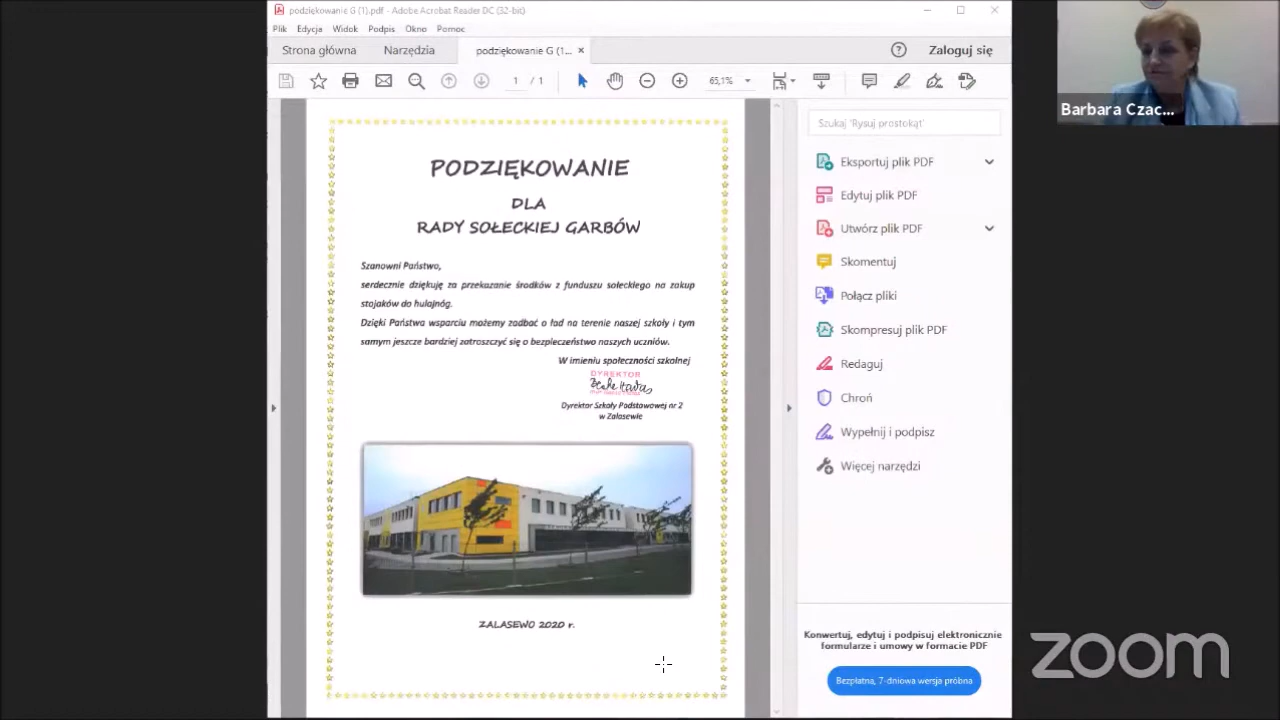 podziękowanie G (1).pdf - Adobe Acrobat Reader DC (32-bit)
Plik Edycja Widok Podpis Okno Pomoc
Strona główna Narzędzia podziękowanie G (1... × Zaloguj się
1 / 1 65,1%
Barbara Czac...
Szukaj 'Rysuj prostokąt'
Eksportuj plik PDF
Edytuj plik PDF
Utwórz plik PDF
Skomentuj
Połącz pliki
Skompresuj plik PDF
Redaguj
Chroń
Wypełnij i podpisz
Więcej narzędzi
Konwertuj, edytuj i podpisuj elektronicznie
formularze i umowy w formacie PDF
Bezpłatna, 7-dniowa wersja próbna
PODZIĘKOWANIE
DLA
RADY SOŁECKIEJ GARBÓW
Szanowni Państwo,
serdecznie dziękuję za przekazanie środków z funduszu sołeckiego na zakup
stojaków do hulajnóg.
Dzięki Państwa wsparciu możemy zadbać o ład na terenie naszej szkoły i tym
samym jeszcze bardziej zatroszczyć się o bezpieczeństwo naszych uczniów.
W imieniu społeczności szkolnej
DYREKTOR
Dyrektor Szkoły Podstawowej nr 2
w Zalasewie
ZALASEWO 2020 r.
zoom